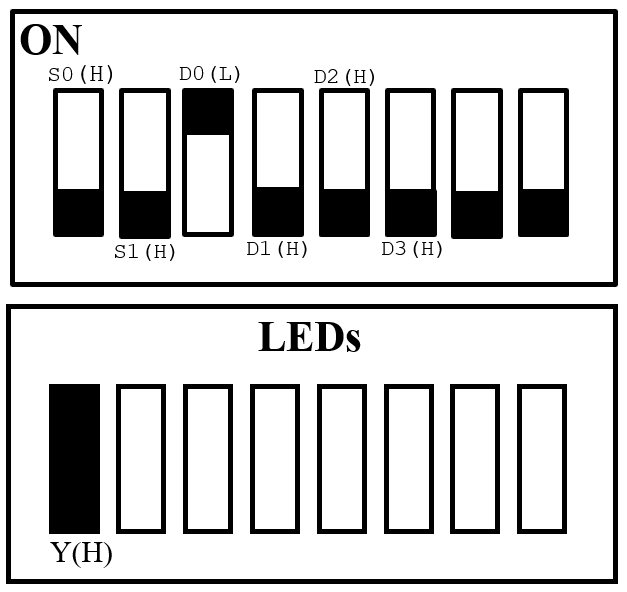 ON
S0(H) D0(L) D2(H)
S1(H) D1(H) D3(H)
LEDs
Y(H)